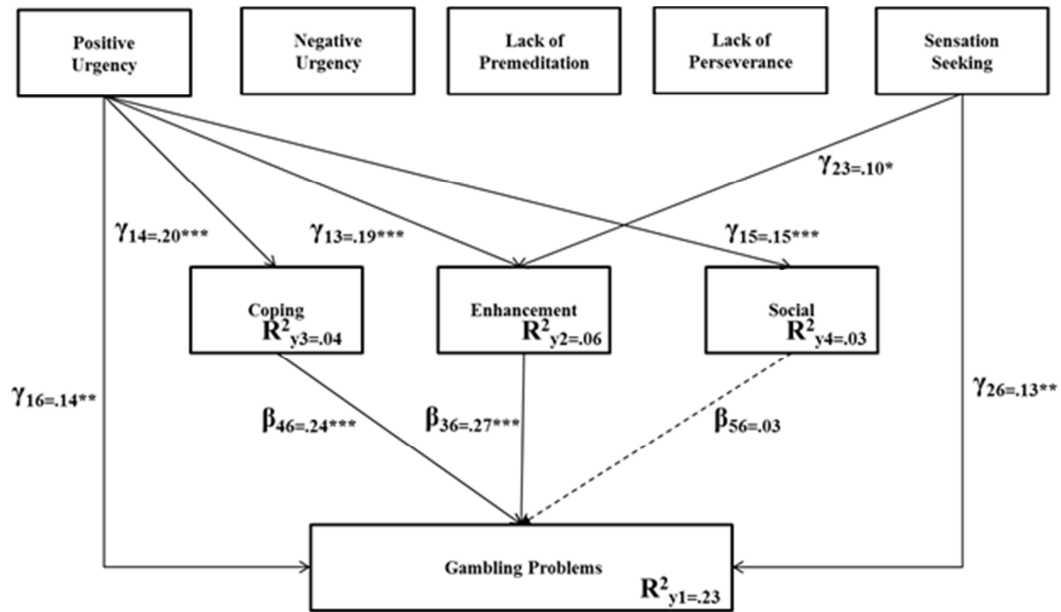 Positive
Urgency
Negative
Urgency
Lack of
Premeditation
Lack of
Perseverance
Sensation
Seeking
γ23=.10*
γ14=.20***
γ13=.19***
γ15=.15***
Coping
R²y3=.04
Enhancement
R²y2=.06
Social
R²y4=.03
γ16=.14**
β46=.24***
β36=.27***
β56=.03
γ26=.13**
Gambling Problems
R²y1=.23